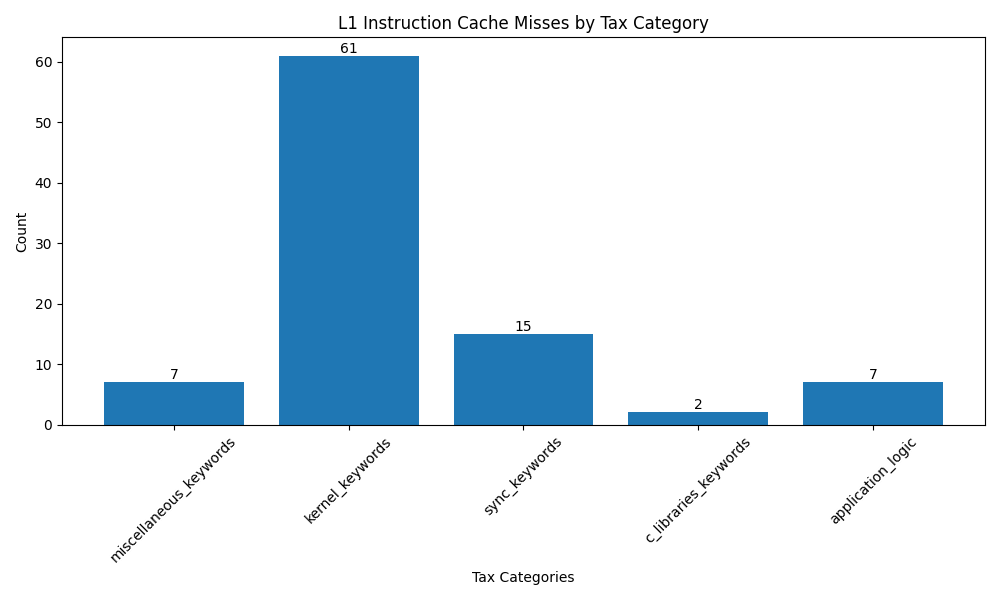 L1 Instruction Cache Misses by Tax Category
Count
60
50
40
30
20
10
0
7
61
15
2
7
miscellaneous_keywords
kernel_keywords
sync_keywords
c_libraries_keywords
application_logic
Tax Categories